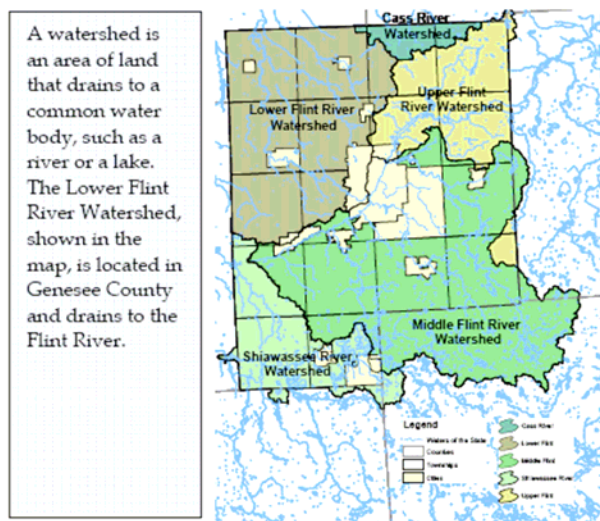 A watershed is
an area of land
that drains to a
common water
body, such as a
river or a lake.
The Lower Flint
River Watershed,
shown in the
map, is located in
Genesee County
and drains to the
Flint River.
Cass River
Watershed
Upper Flint
River Watershed
Lower Flint River
Watershed
Middle Flint River
Watershed
Shiawassee River
Watershed
Legend
Waters of the State
Counties
Townships
Cities
Cass River
Lower Flint
Middle Flint
Shiawassee River
Upper Flint